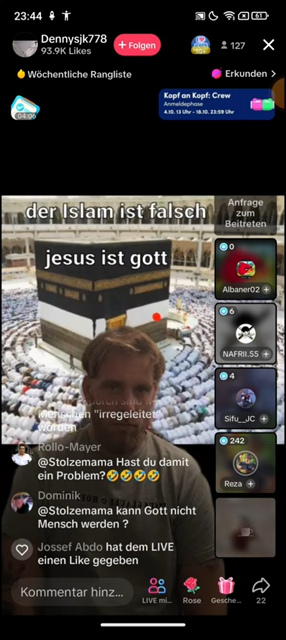 23:44
61
Dennysjk778
93.9K Likes
+ Folgen
127
Wöchentliche Rangliste
Erkunden >
04:06
Kopf an Kopf: Crew
Anmeldephase
4.10. 13 Uhr - 18.10. 23:59 Uhr
der Islam ist falsch
jesus ist gott
Anfrage
zum
Beitreten
0
Albaner02 +
6
NAFRII.55 +
4
Sifu__JC +
242
Reza +
menschen "irregeleitet"
worden
Rollo-Mayer
@Stolzemama Hast du damit
ein Problem?🤣🤣🤣🤣
Dominik
@Stolzemama kann Gott nicht
Mensch werden ?
Jossef Abdo hat dem LIVE
einen Like gegeben
Kommentar hinz...
LIVE mi...
Rose
Gesche...
22